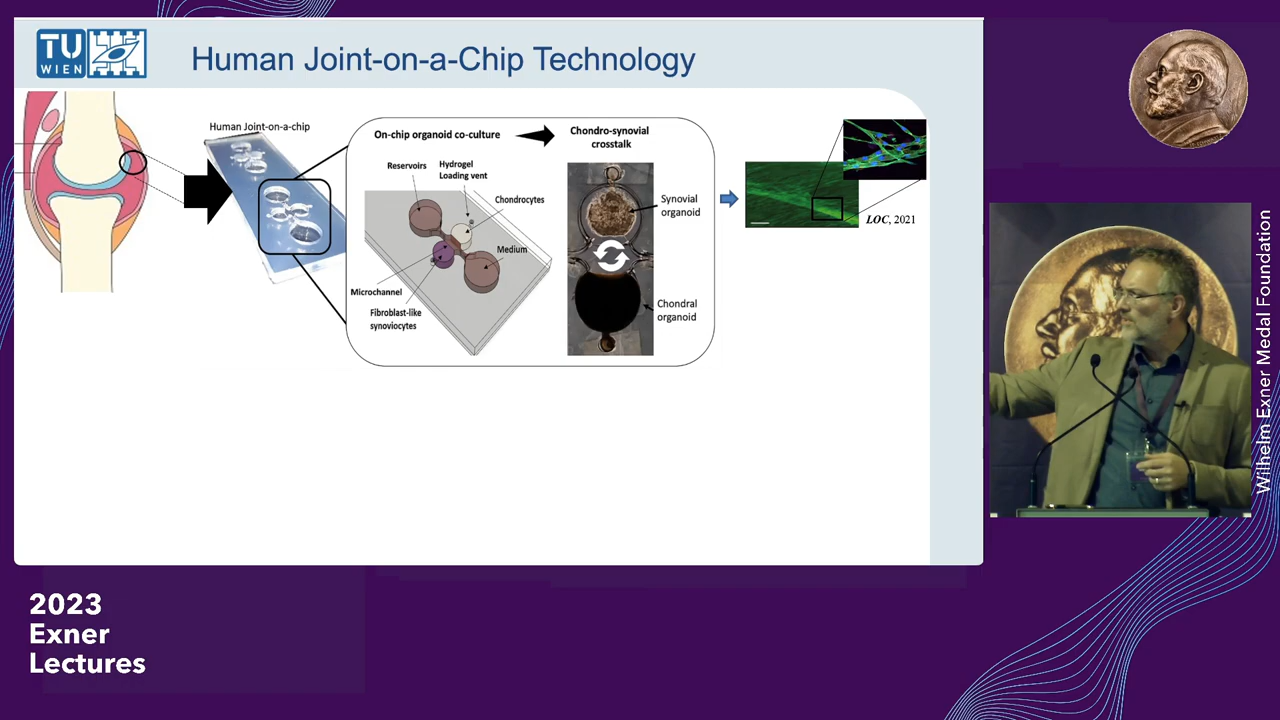 TU
WIEN
Human Joint-on-a-Chip Technology
Human Joint-on-a-chip
On-chip organoid co-culture
Chondro-synovial
crosstalk
Reservoirs
Hydrogel
Loading vent
Chondrocytes
Medium
Microchannel
Fibroblast-like
synoviocytes
Synovial
organoid
Chondral
organoid
LOC, 2021
Wilhelm Exner Medal Foundation
2023
Exner
Lectures